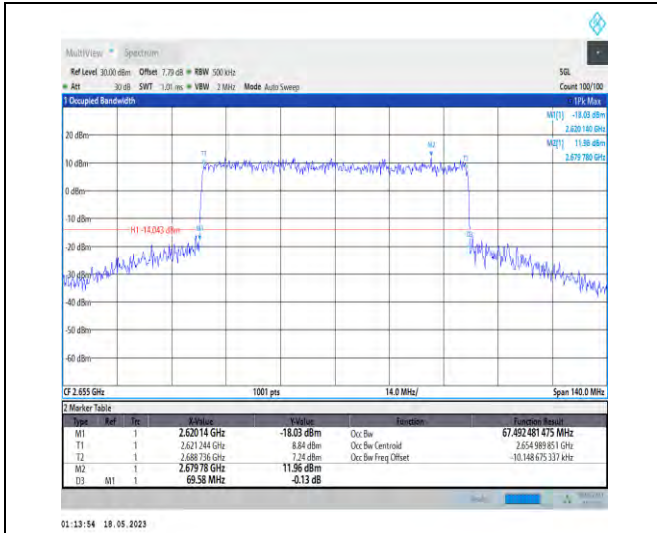 MultiView Spectrum
Ref Level 30.00 dBm Offset 7.79 dB RBW 500 kHz SGL
Att 30 dB SWT 1.01 ms VBW 2 MHz Mode Auto Sweep Count 100/100
1 Occupied Bandwidth 1Pk Max
M1[1] -18.03 dBm
2.620 140 GHz
M2[1] 11.96 dBm
2.679 780 GHz
20 dBm
M2
10 dBm
0 dBm
-10 dBm
H1 -14.043 dBm
-20 dBm
-30 dBm
-40 dBm
-50 dBm
-60 dBm
CF 2.655 GHz 1001 pts 14.0 MHz/ Span 140.0 MHz
2 Marker Table
Type Ref Trc X-Value Y-Value Function Function Result
M1 1 2.62014 GHz -18.03 dBm Occ Bw 67.492 481 475 MHz
T1 1 2.621 244 GHz 8.84 dBm Occ Bw Centroid 2.654 989 851 GHz
T2 1 2.688 736 GHz 7.24 dBm Occ Bw Freq Offset -10.148 675 337 kHz
M2 1 2.679 78 GHz 11.96 dBm
D3 M1 1 69.58 MHz -0.13 dB
01:13:54 18.05.2023